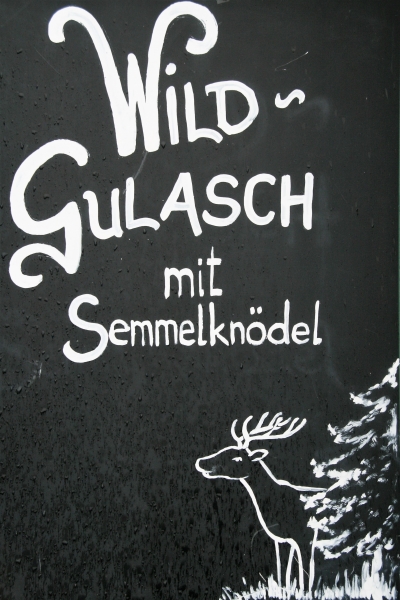 WILD~
GULASCH
mit
Semmelknödel